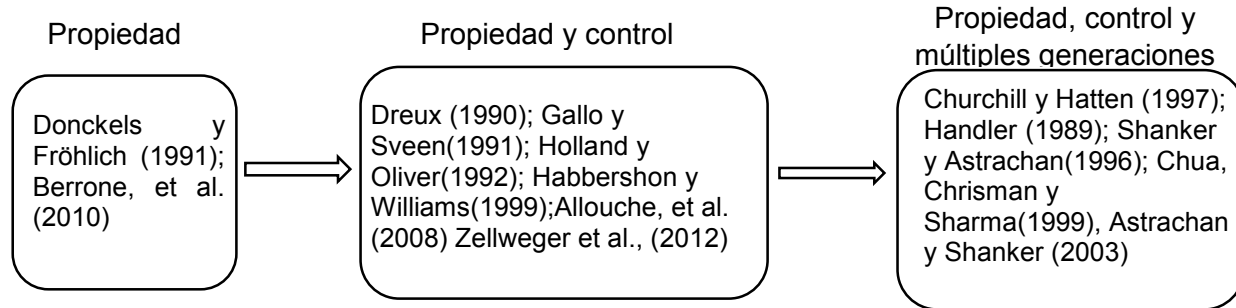 Propiedad
Donckels y
Fröhlich (1991);
Berrone, et al.
(2010)
Propiedad y control
Dreux (1990); Gallo y
Sveen(1991); Holland y
Oliver(1992); Habbershon y
Williams(1999);Allouche, et al.
(2008) Zellweger et al., (2012)
Propiedad, control y
múltiples generaciones
Churchill y Hatten (1997);
Handler (1989); Shanker
y Astrachan(1996); Chua,
Chrisman y
Sharma(1999), Astrachan
y Shanker (2003)